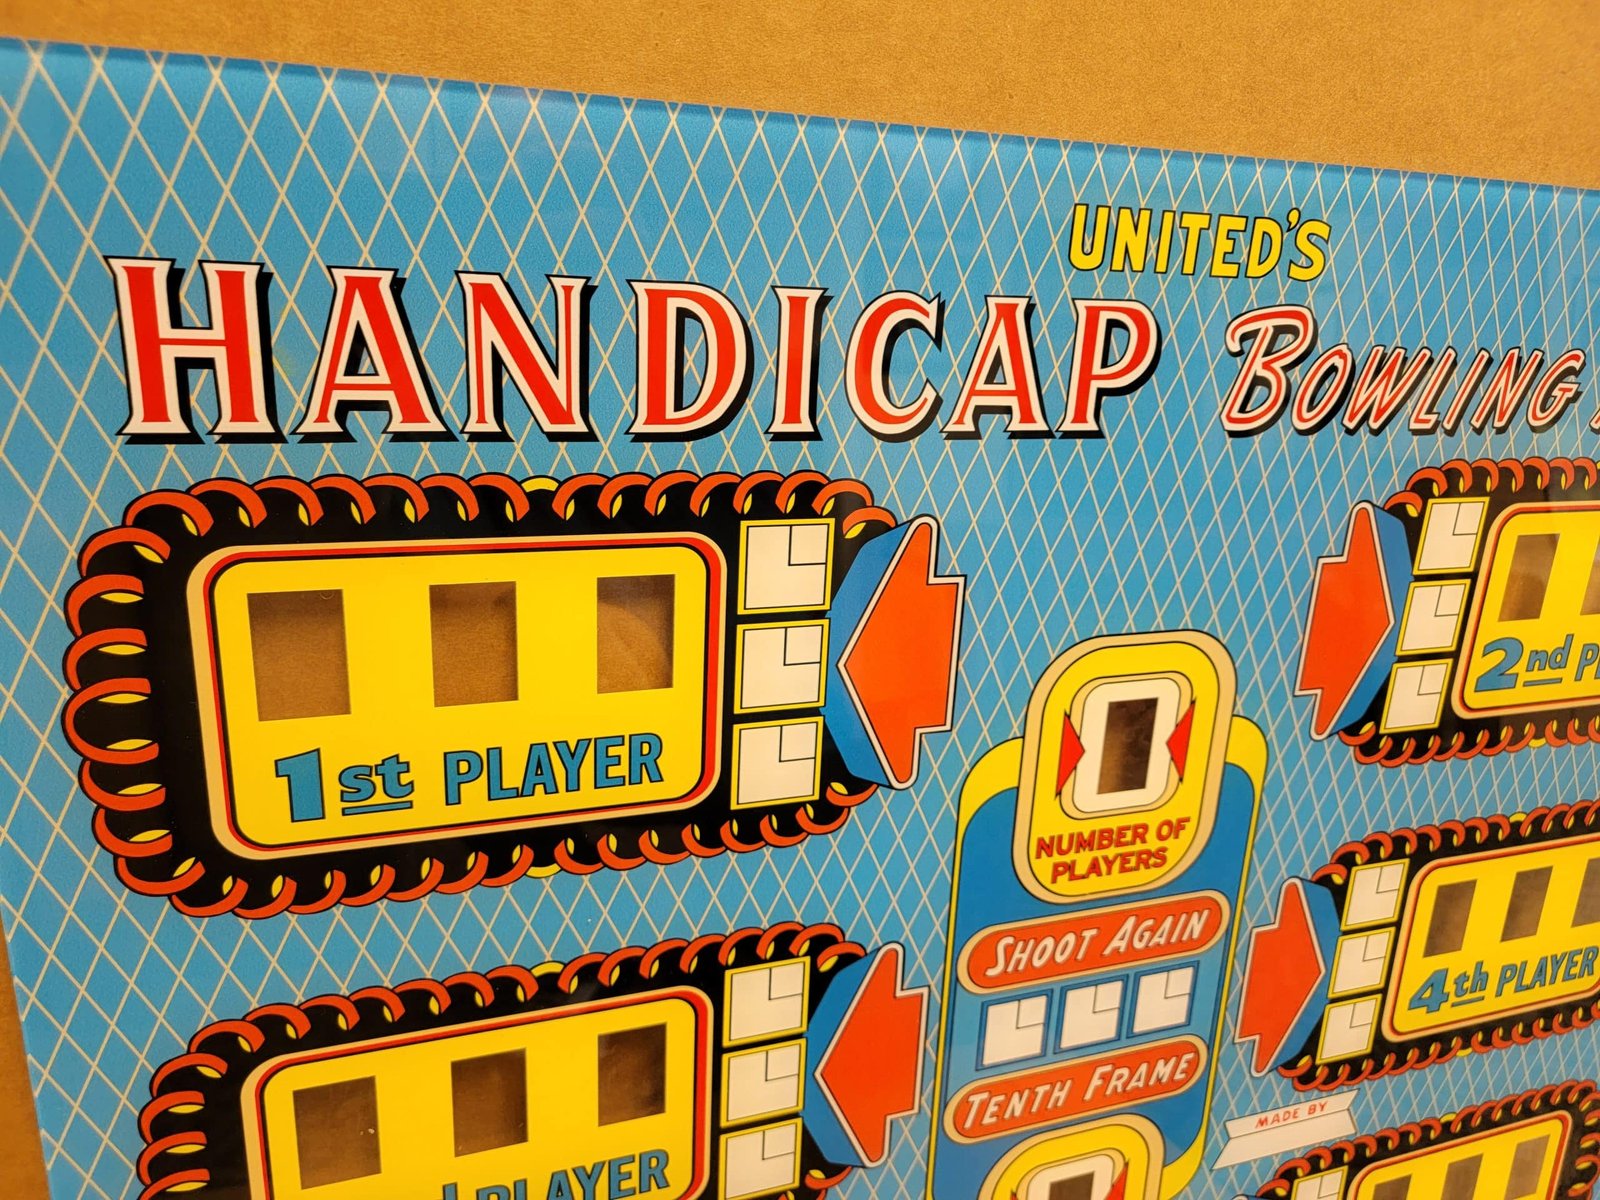 UNITED'S
HANDICAP BOWLING
1st PLAYER
2nd
NUMBER OF
PLAYERS
SHOOT AGAIN
4th PLAYER
TENTH FRAME
MADE BY
PLAYER